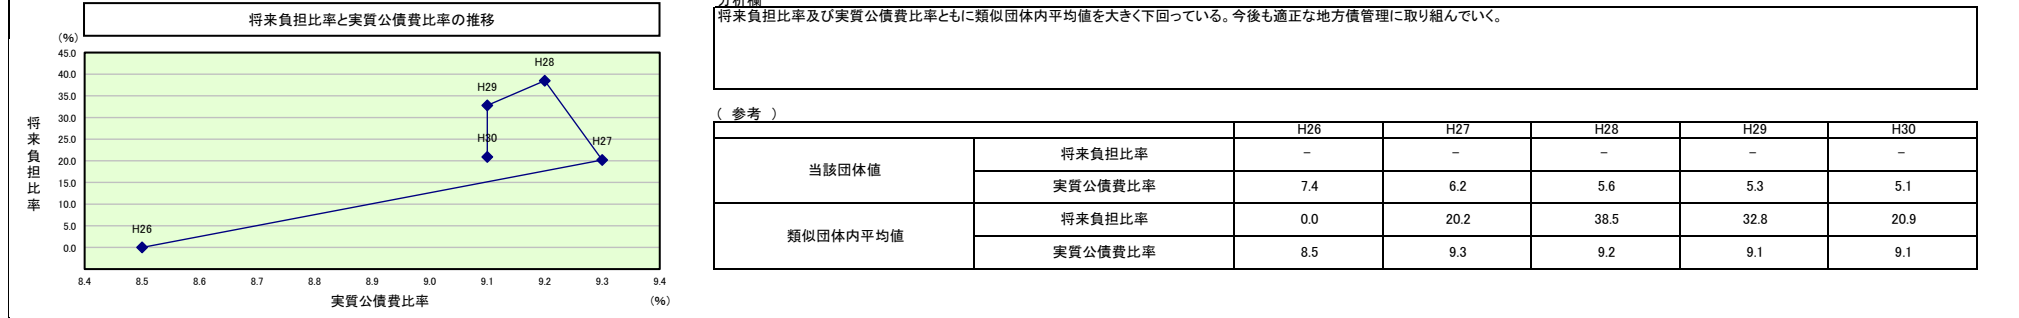 将来負担比率と実質公債費比率の推移
(%)
45.0
40.0
35.0
30.0
25.0
20.0
15.0
10.0
5.0
0.0
将来負担比率
H28
H29
H30
H27
H26
8.4 8.5 8.6 8.7 8.8 8.9 9.0 9.1 9.2 9.3 9.4
実質公債費比率 (%)
分析欄
将来負担比率及び実質公債費比率ともに類似団体内平均値を大きく下回っている。今後も適正な地方債管理に取り組んでいく。
( 参考 )
H26 H27 H28 H29 H30
当該団体値
将来負担比率 － － － － －
実質公債費比率 7.4 6.2 5.6 5.3 5.1
類似団体内平均値
将来負担比率 0.0 20.2 38.5 32.8 20.9
実質公債費比率 8.5 9.3 9.2 9.1 9.1